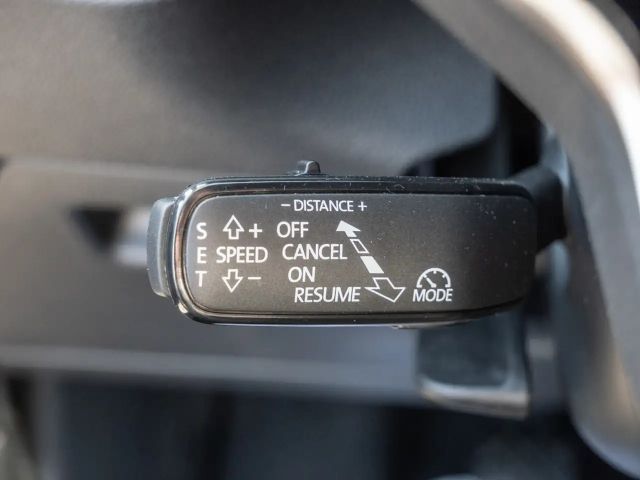 - DISTANCE +
S + OFF
E SPEED CANCEL
T - ON
RESUME MODE